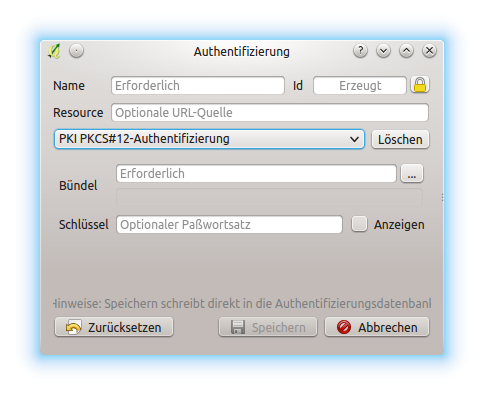 Authentifizierung
Name Erforderlich Id Erzeugt
Resource Optionale URL-Quelle
PKI PKCS#12-Authentifizierung Löschen
Bündel Erforderlich ...
Schlüssel Optionaler Paßwortsatz Anzeigen
Hinweise: Speichern schreibt direkt in die Authentifizierungsdatenbank
Zurücksetzen Speichern Abbrechen